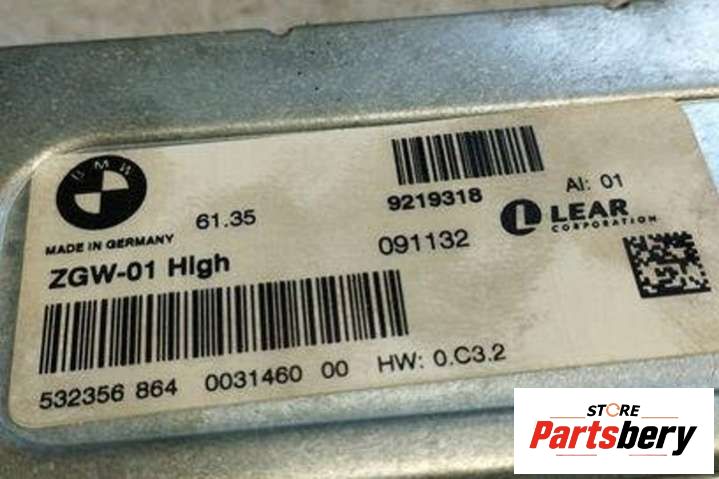 BMW
61.35
9219318
AI: 01
MADE IN GERMANY
091132
LEAR
CORPORATION
ZGW-01 High
532356 864 0031460 00 HW: 0.C3.2
STORE
Partsbery